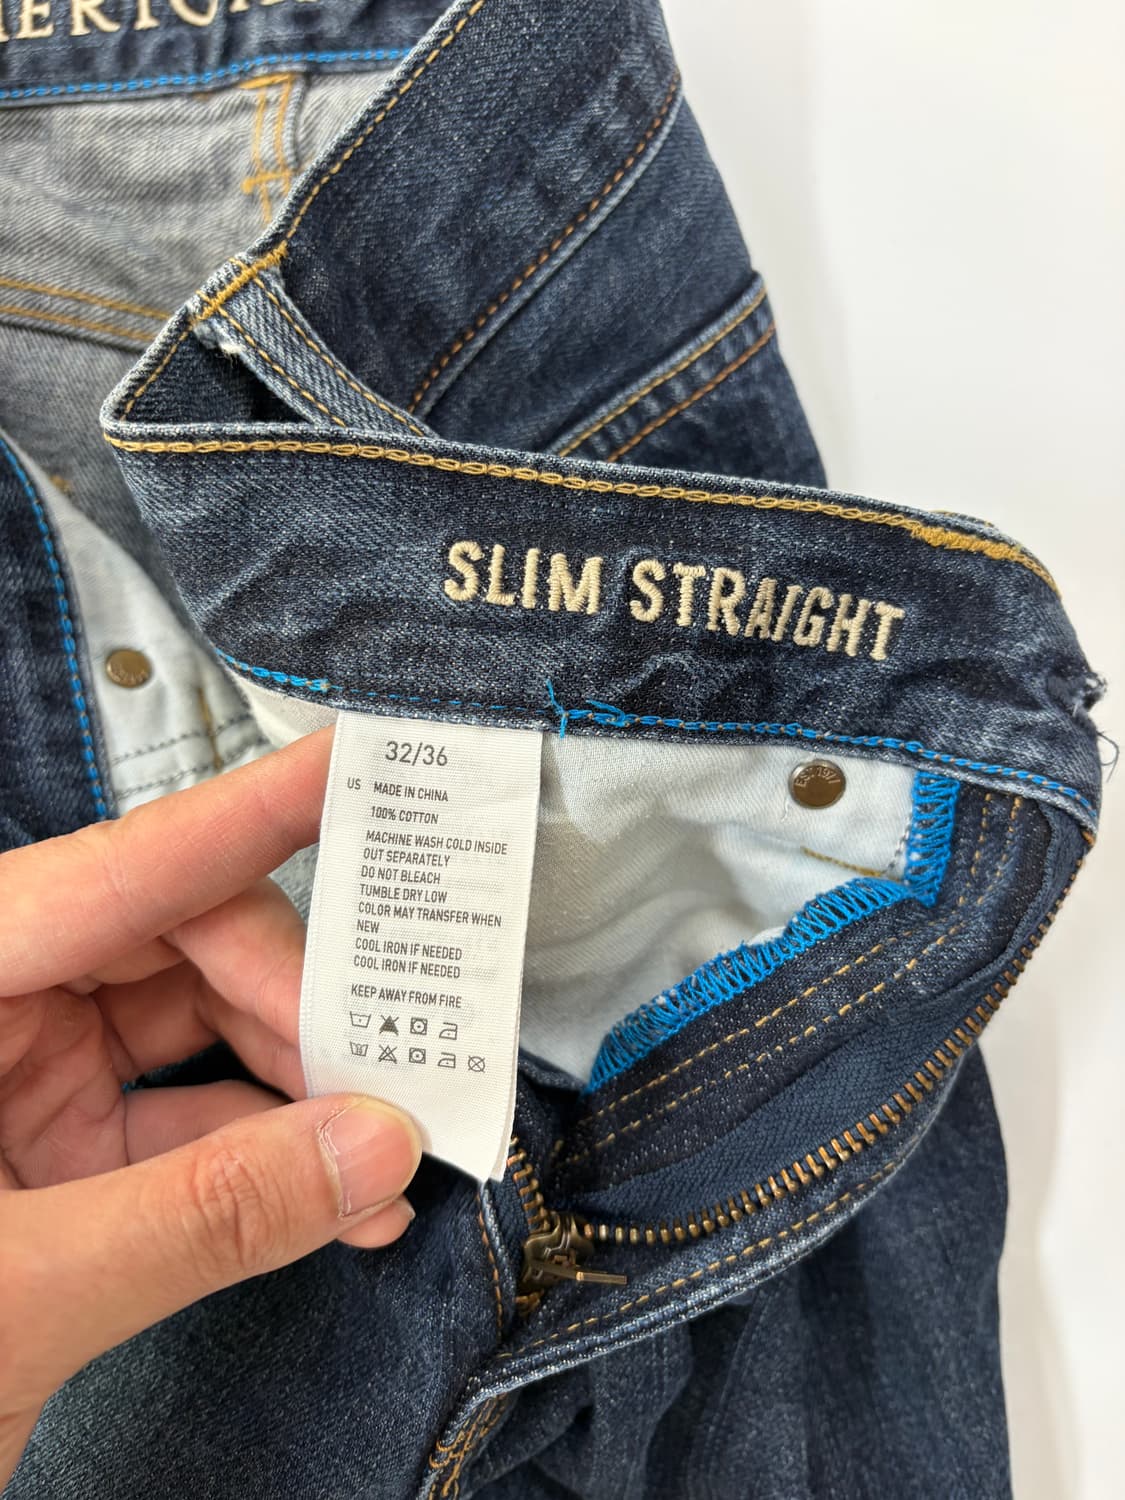 SLIM STRAIGHT
32/36
US MADE IN CHINA
100% COTTON
MACHINE WASH COLD INSIDE
OUT SEPARATELY
DO NOT BLEACH
TUMBLE DRY LOW
COLOR MAY TRANSFER WHEN
NEW
COOL IRON IF NEEDED
COOL IRON IF NEEDED
KEEP AWAY FROM FIRE